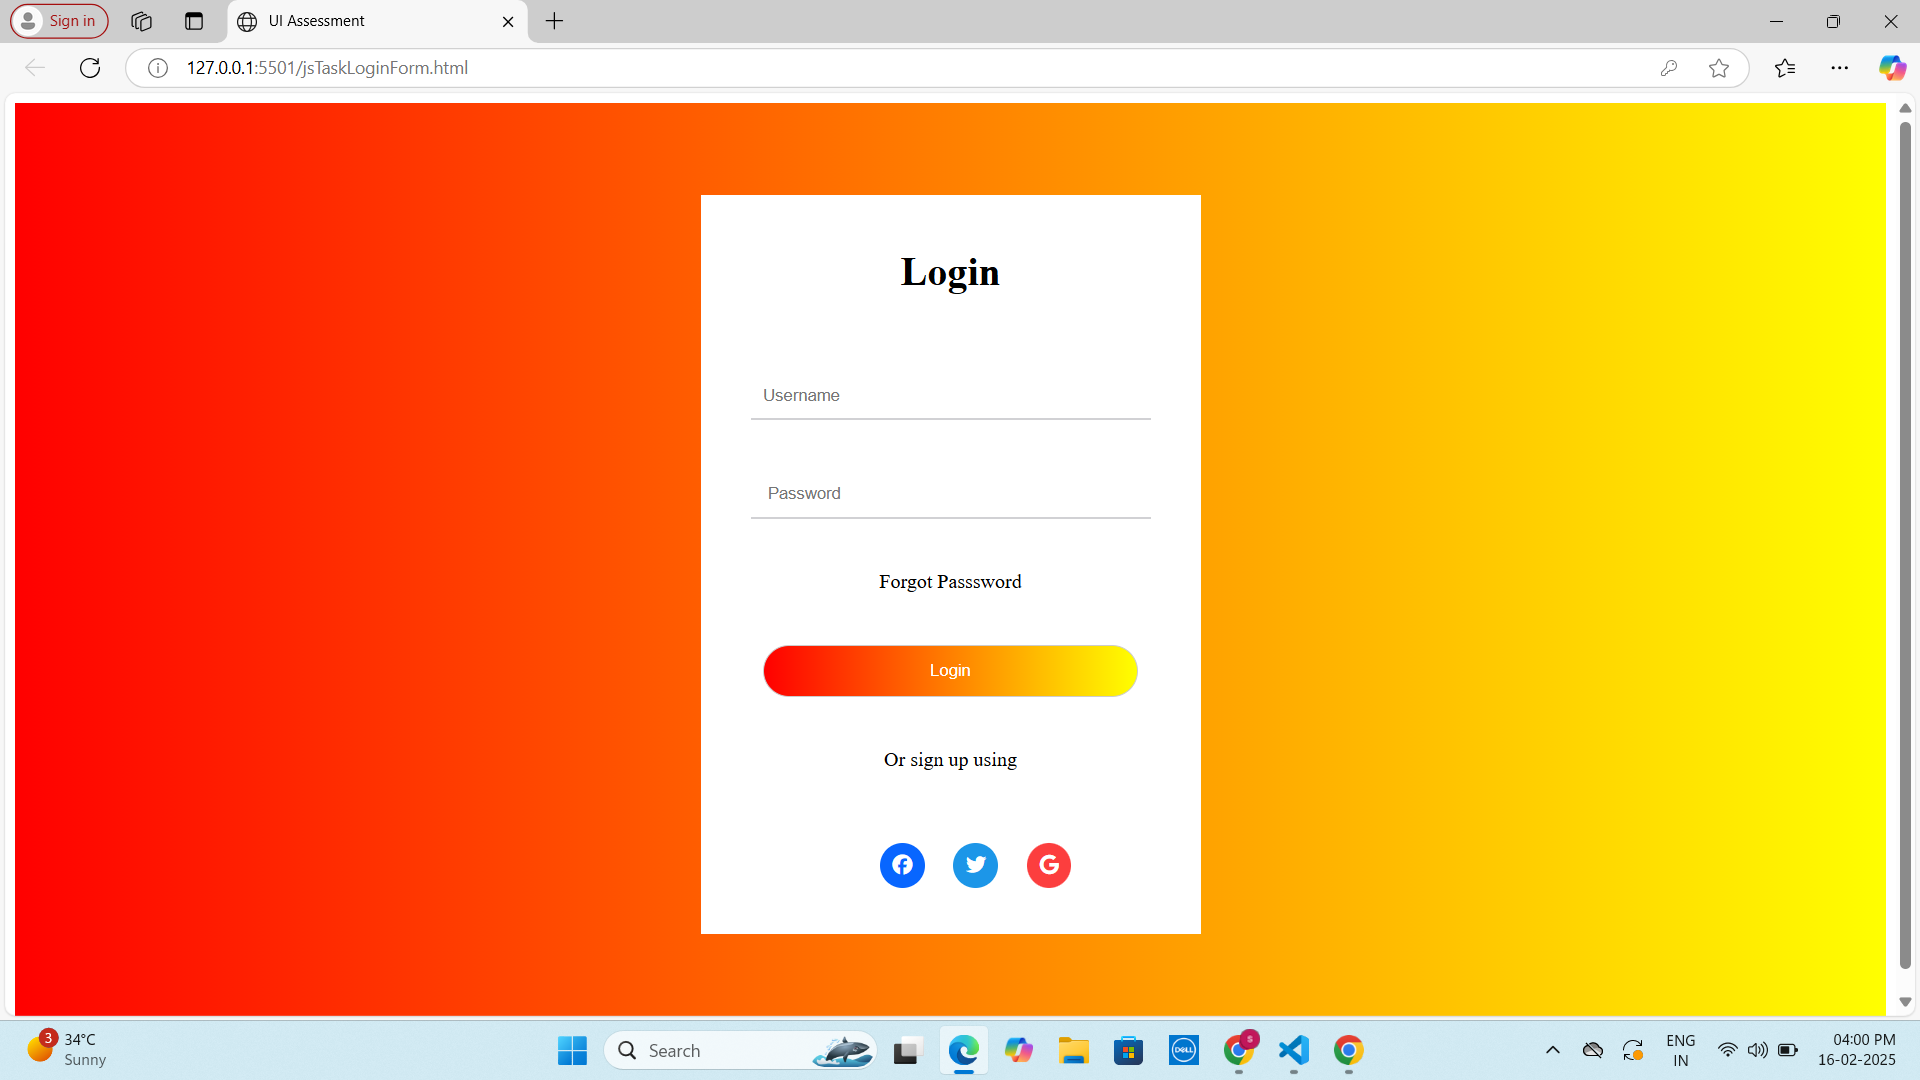 Sign in
UI Assessment
127.0.0.1:5501/jsTaskLoginForm.html
Login
Username
Password
Forgot Passsword
Login
Or sign up using
3
34°C
Sunny
Search
DELL
S
ENG
IN
04:00 PM
16-02-2025